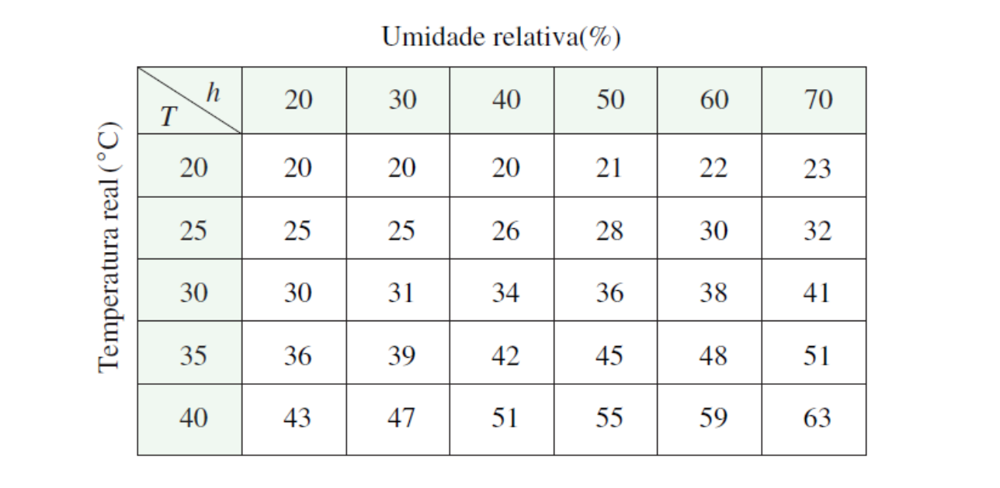 Umidade relativa(%)
Temperatura real (°C)
T h 20 30 40 50 60 70
20 20 20 20 21 22 23
25 25 25 26 28 30 32
30 30 31 34 36 38 41
35 36 39 42 45 48 51
40 43 47 51 55 59 63